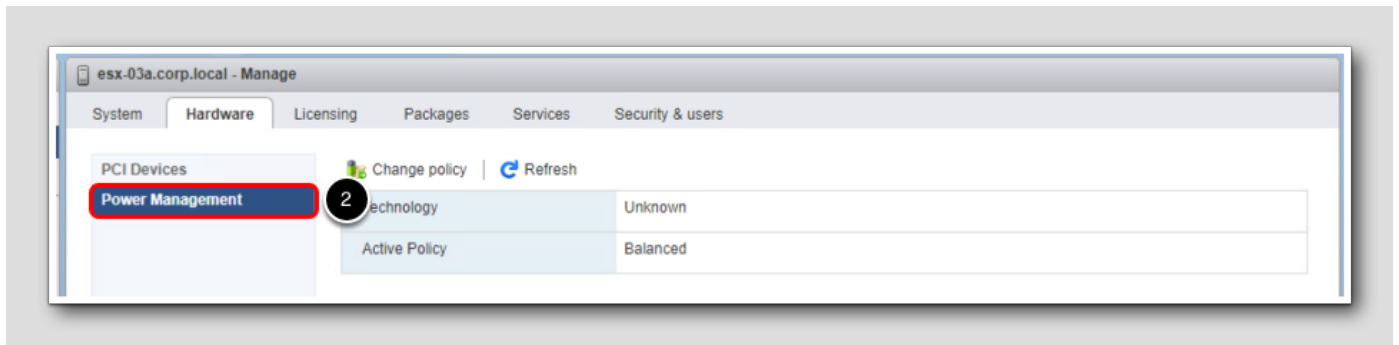 esx-03a.corp.local - Manage
System Hardware Licensing Packages Services Security & users
PCI Devices Change policy Refresh
Power Management 2 echnology Unknown
Active Policy Balanced